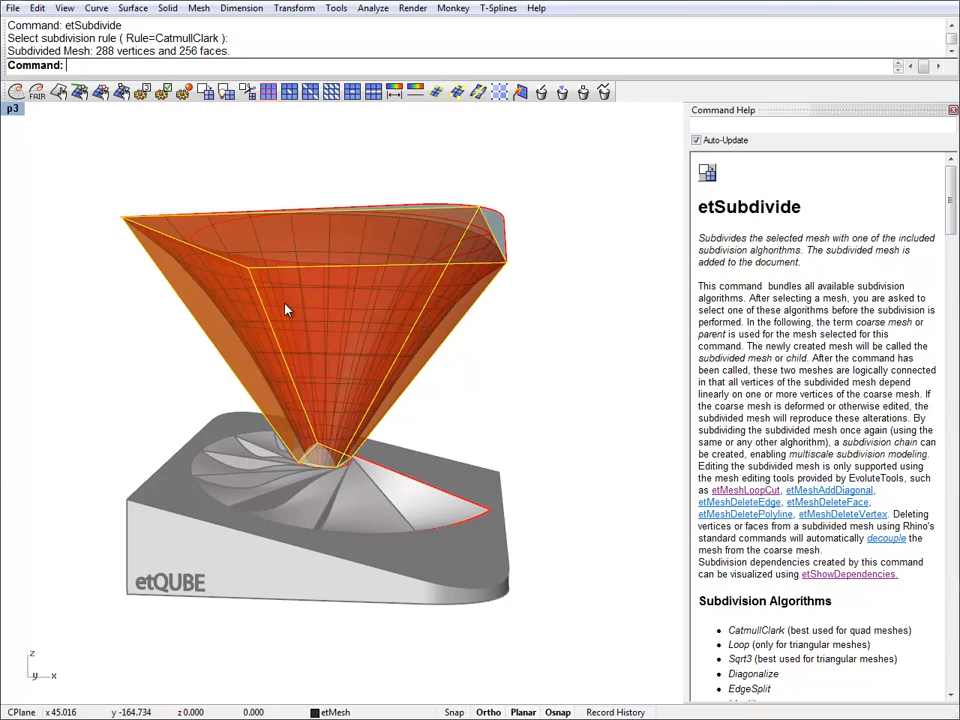 File Edit View Curve Surface Solid Mesh Dimension Transform Tools Analyze Render Monkey T-Splines Help
Command: etSubdivide
Select subdivision rule ( Rule=CatmullClark ):
Subdivided Mesh: 288 vertices and 256 faces.
Command:
FAIR
p3
etQUBE
z
y x
Command Help
Auto-Update
etSubdivide
Subdivides the selected mesh with one of the included
subdivision alghorithms. The subdivided mesh is
added to the document.
This command bundles all available subdivision
algorithms. After selecting a mesh, you are asked to
select one of these algorithms before the subdivision is
performed. In the following, the term coarse mesh or
parent is used for the mesh selected for this
command. The newly created mesh will be called the
subdivided mesh or child. After the command has
been called, these two meshes are logically connected
in that all vertices of the subdivided mesh depend
linearly on one or more vertices of the coarse mesh. If
the coarse mesh is deformed or otherwise edited, the
subdivided mesh will reproduce these alterations. By
subdividing the subdivided mesh once again (using the
same or any other alghorithm), a subdivision chain can
be created, enabling multiscale subdivision modeling.
Editing the subdivided mesh is only supported using
the mesh editing tools provided by EvoluteTools, such
as etMeshLoopCut, etMeshAddDiagonal,
etMeshDeleteEdge, etMeshDeleteFace,
etMeshDeletePolyline, etMeshDeleteVertex. Deleting
vertices or faces from a subdivided mesh using Rhino's
standard commands will automatically decouple the
mesh from the coarse mesh.
Subdivision dependencies created by this command
can be visualized using etShowDependencies.
Subdivision Algorithms
• CatmullClark (best used for quad meshes)
• Loop (only for triangular meshes)
• Sqrt3 (best used for triangular meshes)
• Diagonalize
• EdgeSplit
CPlane x 45.016 y -164.734 z 0.000 0.000 etMesh Snap Ortho Planar Osnap Record History